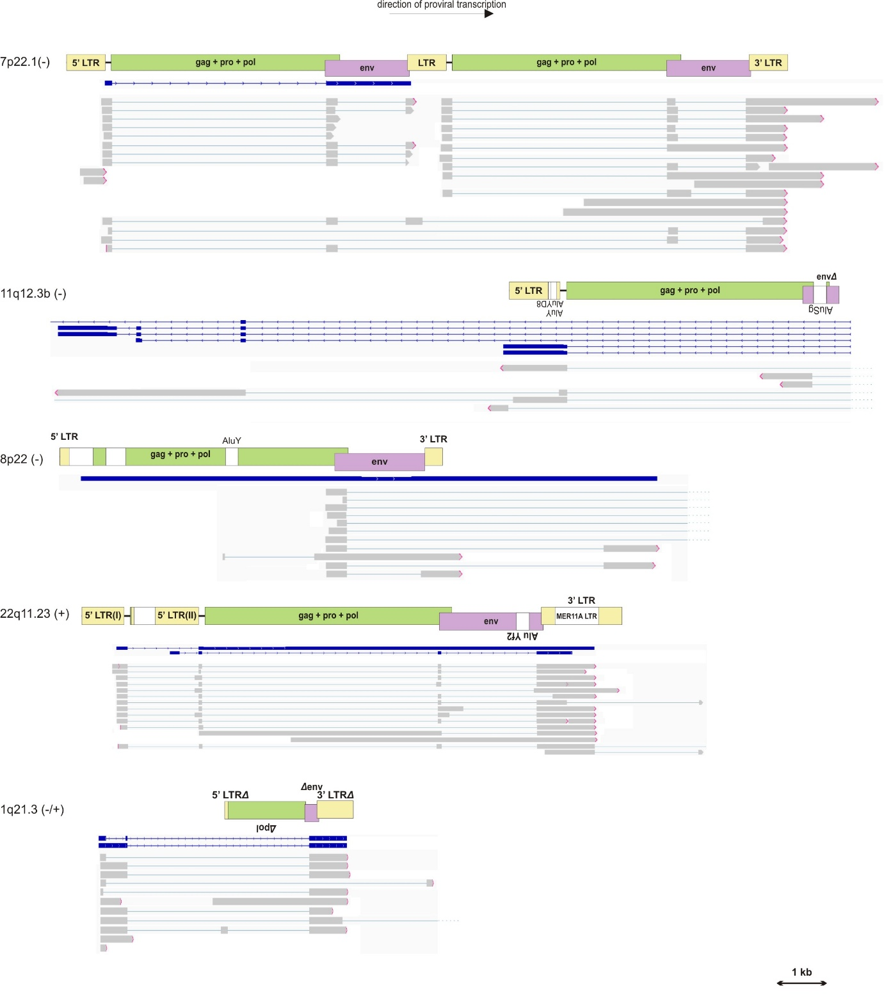 direction of proviral transcription
7p22.1(-)
5’ LTR
gag + pro + pol
env
LTR
gag + pro + pol
env
3’ LTR
11q12.3b (-)
5’ LTR
AluYD8
AluY
gag + pro + pol
envΔ
AluSg
8p22 (-)
5’ LTR
gag + pro + pol
AluY
env
3’ LTR
22q11.23 (+)
5’ LTR(I)
5’ LTR(II)
gag + pro + pol
env
Alu Yf2
3’ LTR
MER11A LTR
1q21.3 (-/+)
5’ LTRΔ
Δpol
Δenv
3’ LTRΔ
1 kb